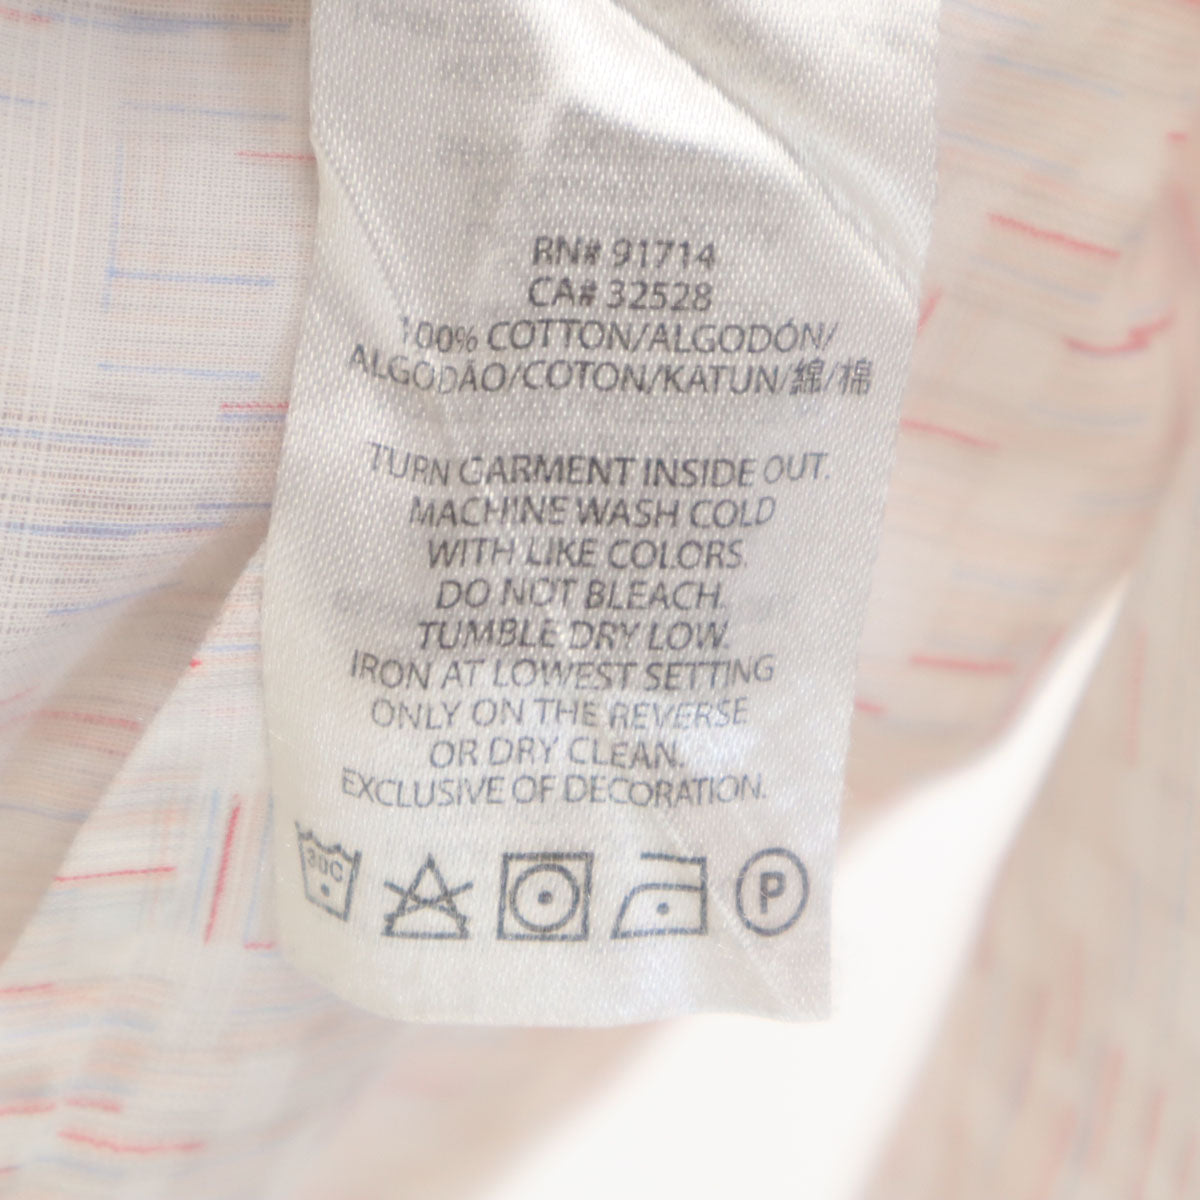 RN# 91714
CA# 32528
100% COTTON/ALGODÓN/
ALGODÃO/COTON/KATUN/綿/棉
TURN GARMENT INSIDE OUT.
MACHINE WASH COLD
WITH LIKE COLORS.
DO NOT BLEACH.
TUMBLE DRY LOW.
IRON AT LOWEST SETTING
ONLY ON THE REVERSE
OR DRY CLEAN.
EXCLUSIVE OF DECORATION.
30C P